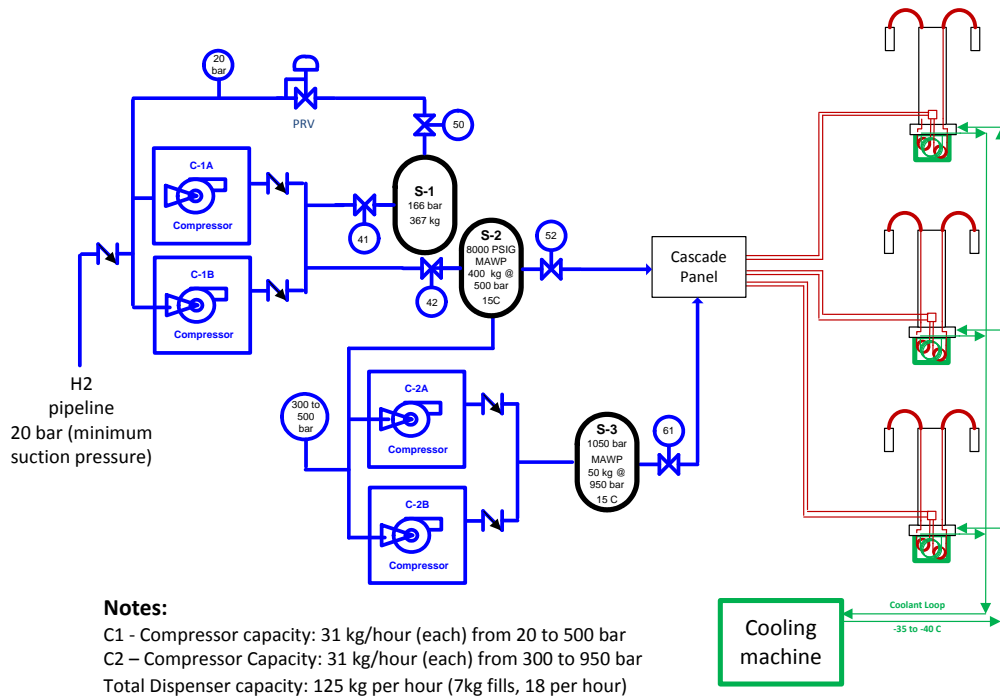 20
bar
PRV
50
C-1A
Compressor
S-1
166 bar
367 kg
41
S-2
8000 PSIG
MAWP
400 kg @
500 bar
15C
52
42
C-1B
Compressor
Cascade
Panel
H2
pipeline
20 bar (minimum
suction pressure)
300 to
500
bar
C-2A
Compressor
S-3
1050 bar
MAWP
50 kg @
950 bar
15 C
61
C-2B
Compressor
Cooling
machine
Coolant Loop
-35 to -40 C
Notes:
C1 - Compressor capacity: 31 kg/hour (each) from 20 to 500 bar
C2 – Compressor Capacity: 31 kg/hour (each) from 300 to 950 bar
Total Dispenser capacity: 125 kg per hour (7kg fills, 18 per hour)